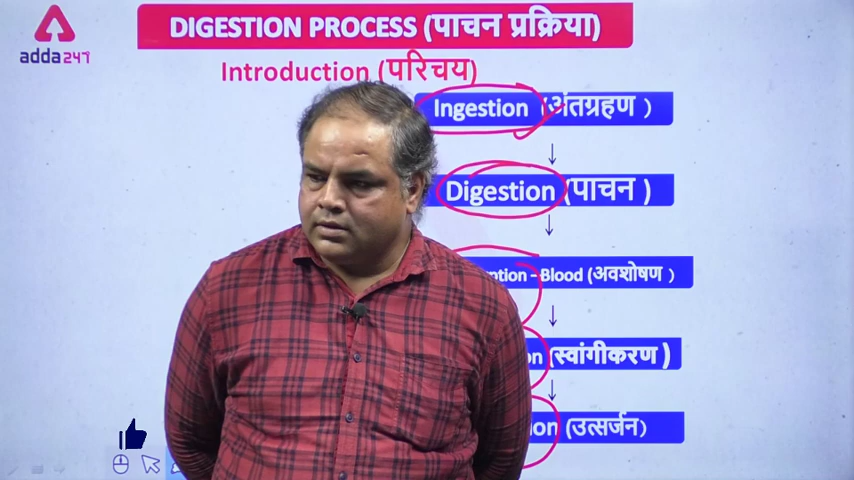 adda247
DIGESTION PROCESS (पाचन प्रक्रिया)
Introduction (परिचय)
Ingestion (अंतग्रहण )
Digestion (पाचन )
ption - Blood (अवशोषण )
on (स्वांगीकरण )
ion (उत्सर्जन)